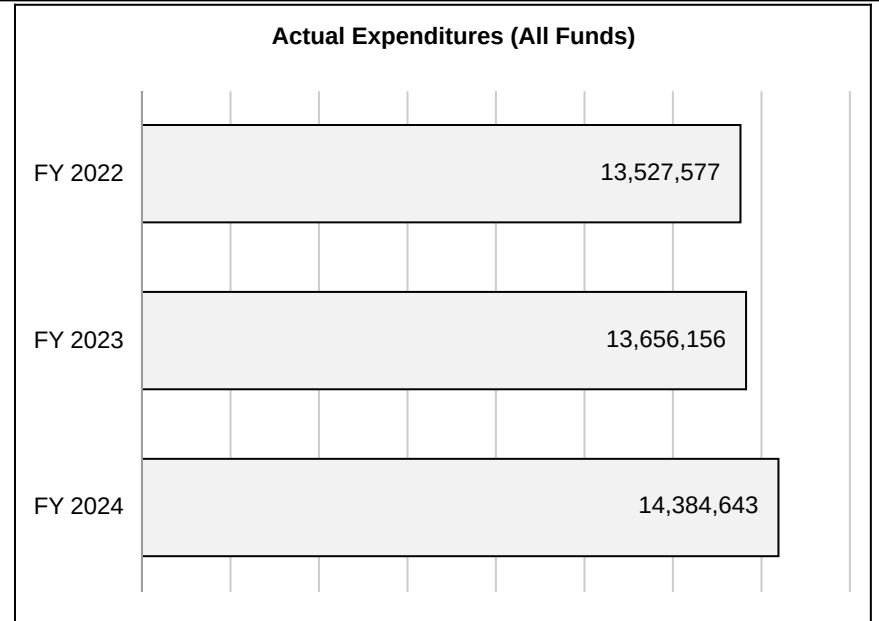 Actual Expenditures (All Funds)
FY 2022
13,527,577
FY 2023
13,656,156
FY 2024
14,384,643